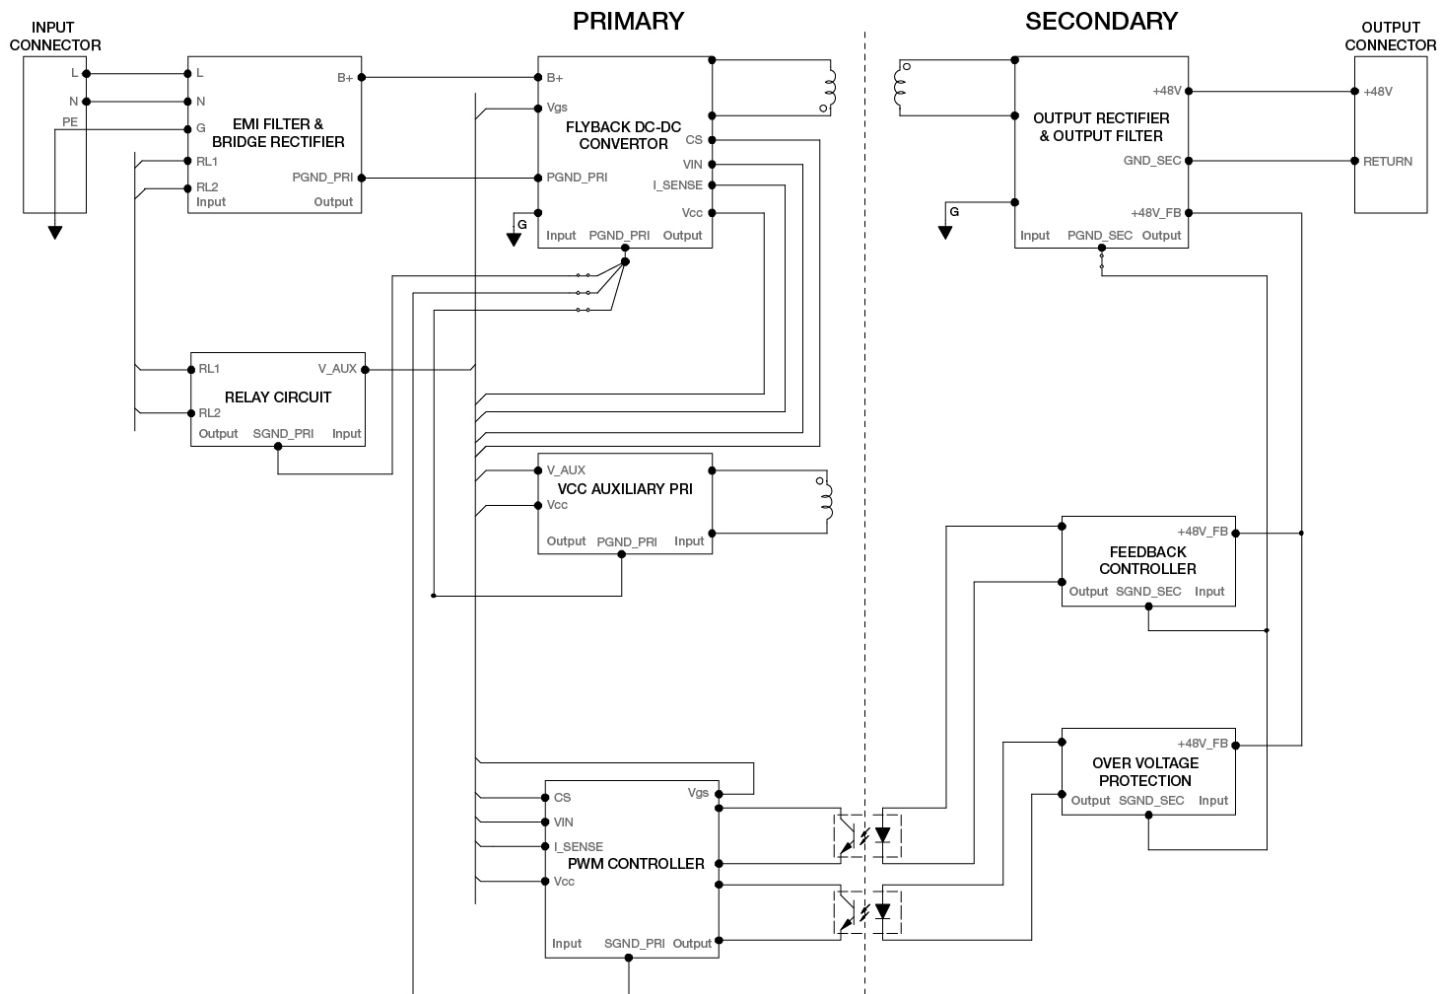 PRIMARY
SECONDARY
INPUT
CONNECTOR
L
N
PE
L
N
G
RL1
RL2
Input
EMI FILTER &
BRIDGE RECTIFIER
B+
PGND_PRI
Output
B+
Vgs
FLYBACK DC-DC
CONVERTOR
PGND_PRI
CS
VIN
I_SENSE
Vcc
G
Input
PGND_PRI
Output
OUTPUT RECTIFIER
& OUTPUT FILTER
+48V
GND_SEC
+48V_FB
G
Input
PGND_SEC
Output
OUTPUT
CONNECTOR
+48V
RETURN
RL1
V_AUX
RELAY CIRCUIT
RL2
Output
SGND_PRI
Input
V_AUX
VCC AUXILIARY PRI
Vcc
Output
PGND_PRI
Input
+48V_FB
FEEDBACK
CONTROLLER
Output
SGND_SEC
Input
+48V_FB
OVER VOLTAGE
PROTECTION
Output
SGND_SEC
Input
Vgs
CS
VIN
I_SENSE
PWM CONTROLLER
Vcc
Input
SGND_PRI
Output